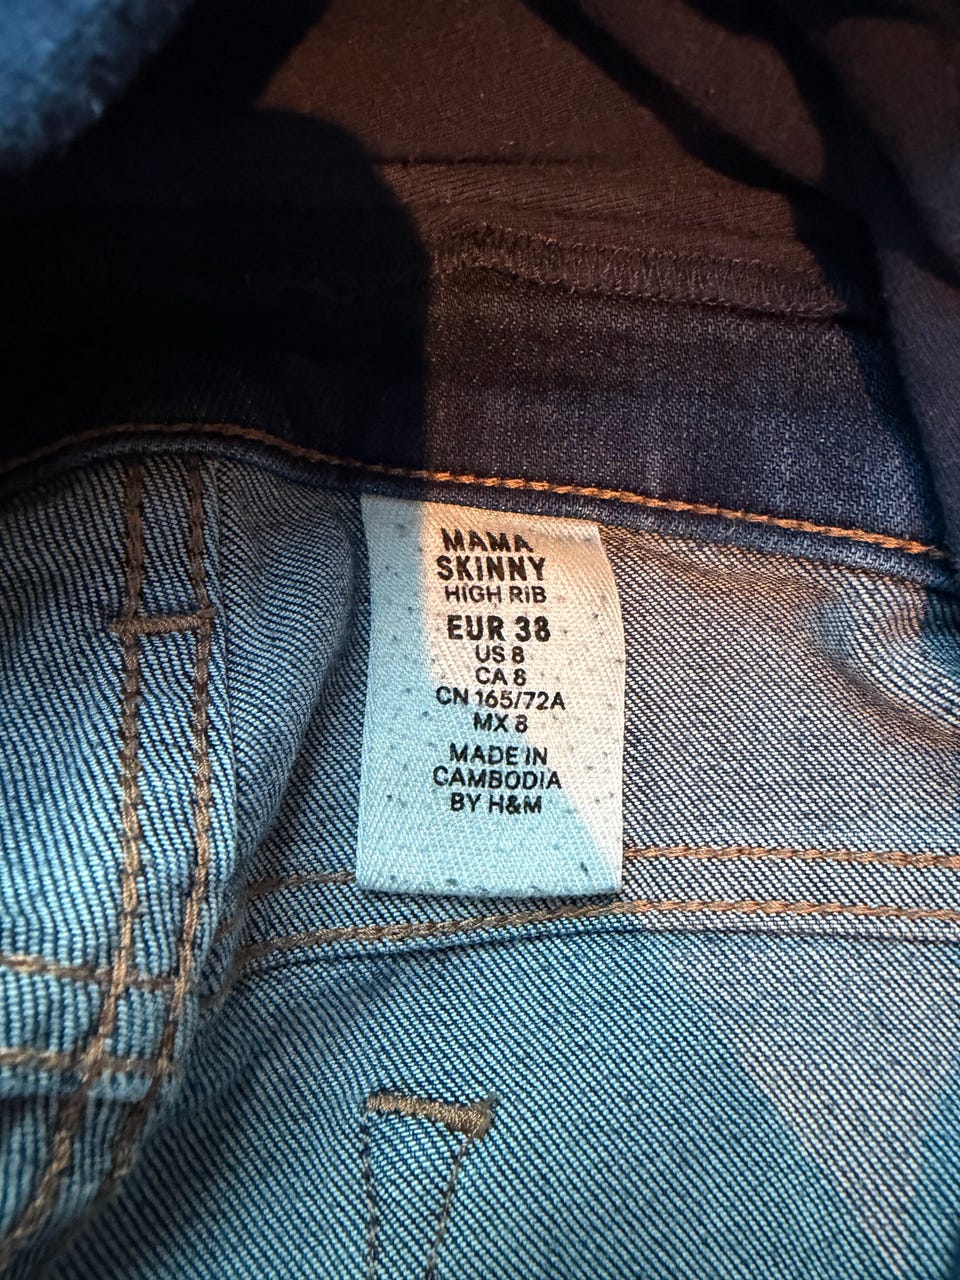 MAMA
SKINNY
HIGH RIB
EUR 38
US 8
CA 8
CN 165/72A
MX 8
MADE IN
CAMBODIA
BY H&M